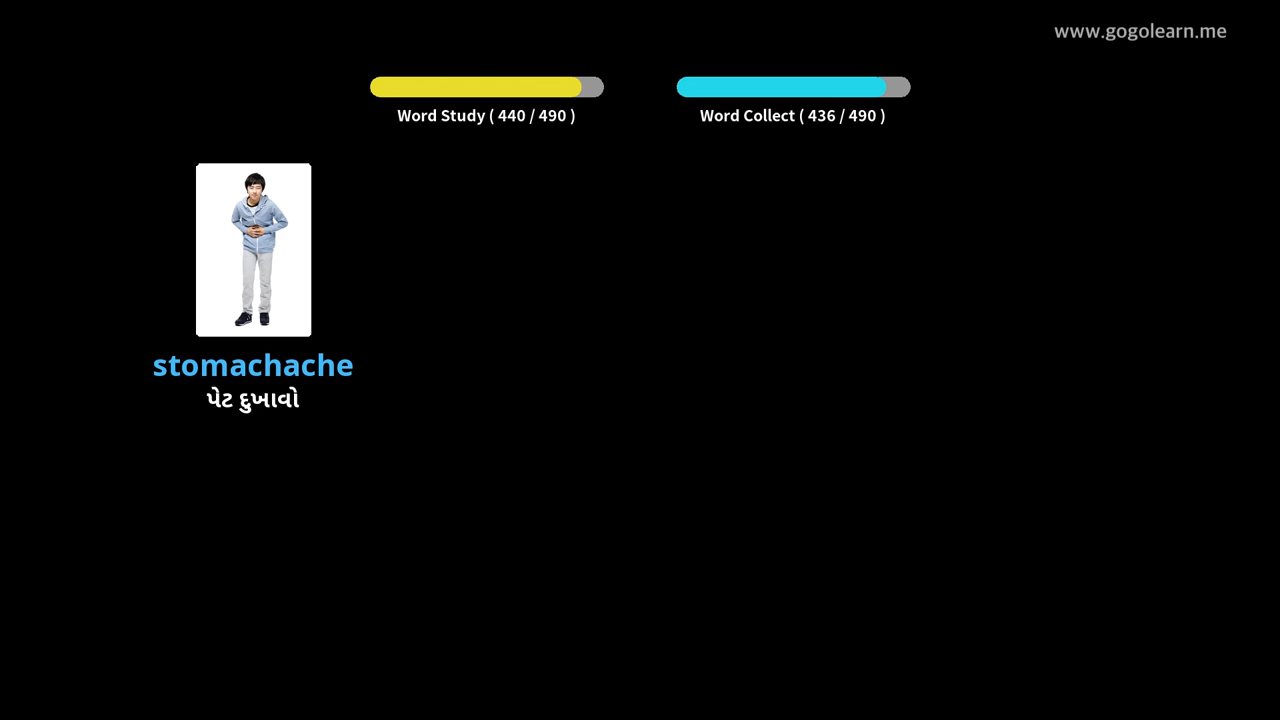 www.gogolearn.me
Word Study ( 440 / 490 )
Word Collect ( 436 / 490 )
stomachache
પેટ દુખાવો